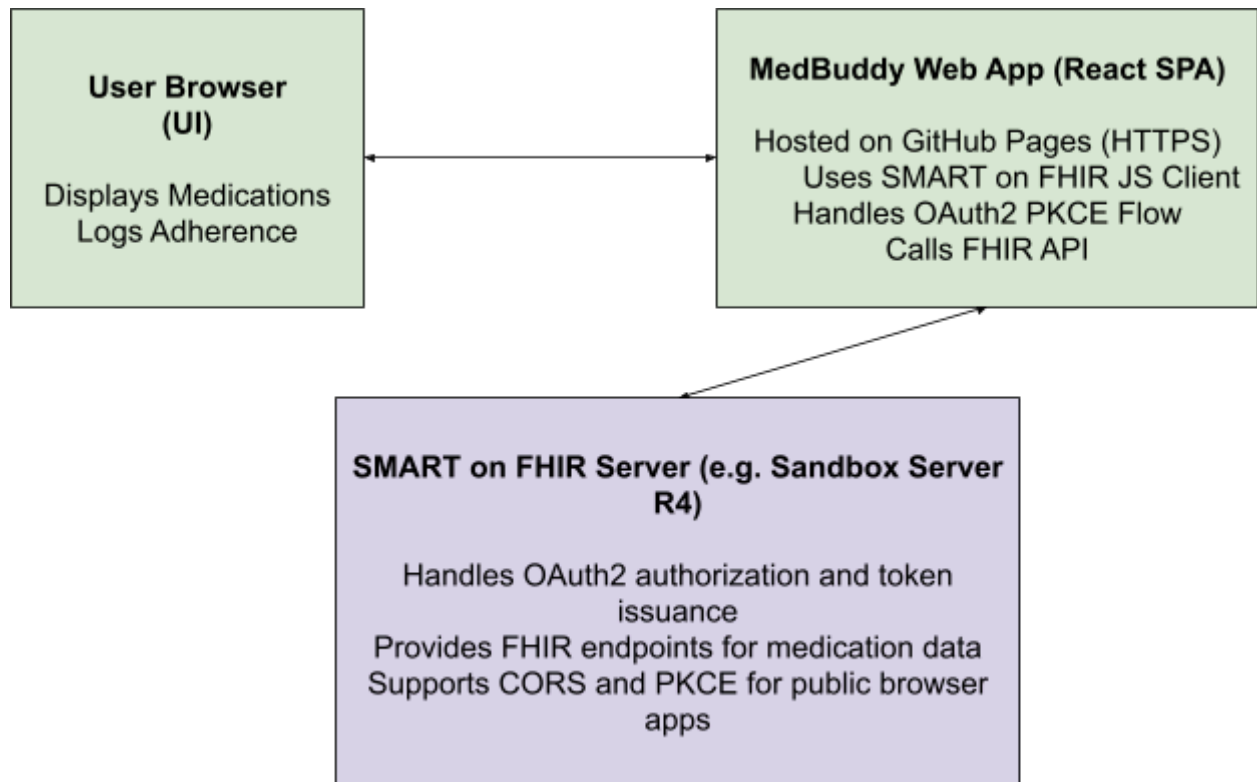 User Browser
(UI)
Displays Medications
Logs Adherence
MedBuddy Web App (React SPA)
Hosted on GitHub Pages (HTTPS)
Uses SMART on FHIR JS Client
Handles OAuth2 PKCE Flow
Calls FHIR API
SMART on FHIR Server (e.g. Sandbox Server
R4)
Handles OAuth2 authorization and token
issuance
Provides FHIR endpoints for medication data
Supports CORS and PKCE for public browser
apps